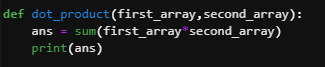 def dot_product(first_array,second_array):
    ans = sum(first_array*second_array)
    print(ans)